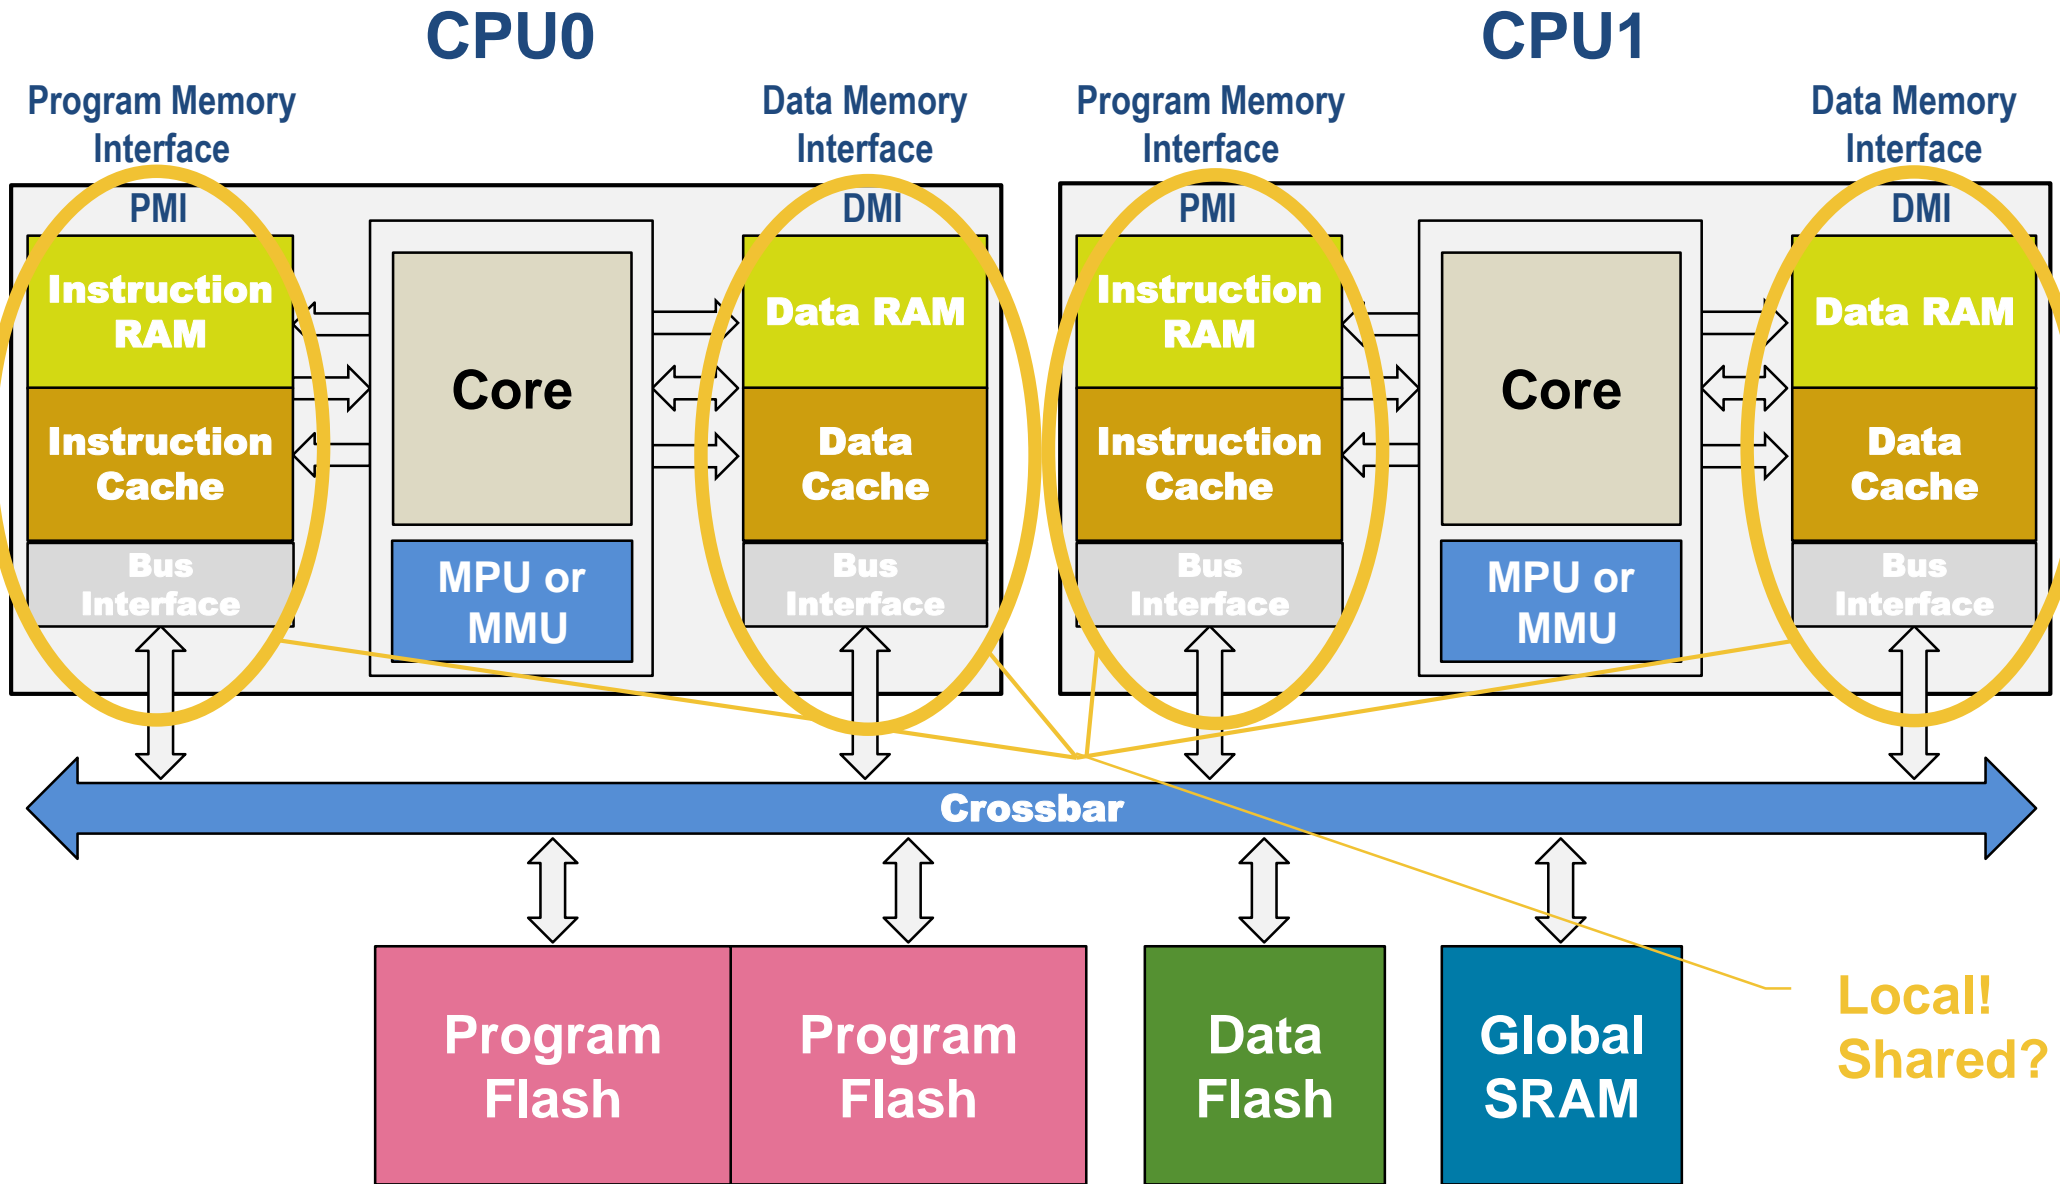 CPU0
CPU1
Program Memory
Interface
Data Memory
Interface
Program Memory
Interface
Data Memory
Interface
PMI
DMI
PMI
DMI
Instruction
RAM
Core
Data RAM
Instruction
RAM
Core
Data RAM
Instruction
Cache
Data
Cache
Instruction
Cache
Data
Cache
Bus
Interface
MPU or
MMU
Bus
Interface
Bus
Interface
MPU or
MMU
Bus
Interface
Crossbar
Program
Flash
Program
Flash
Data
Flash
Global
SRAM
Local!
Shared?